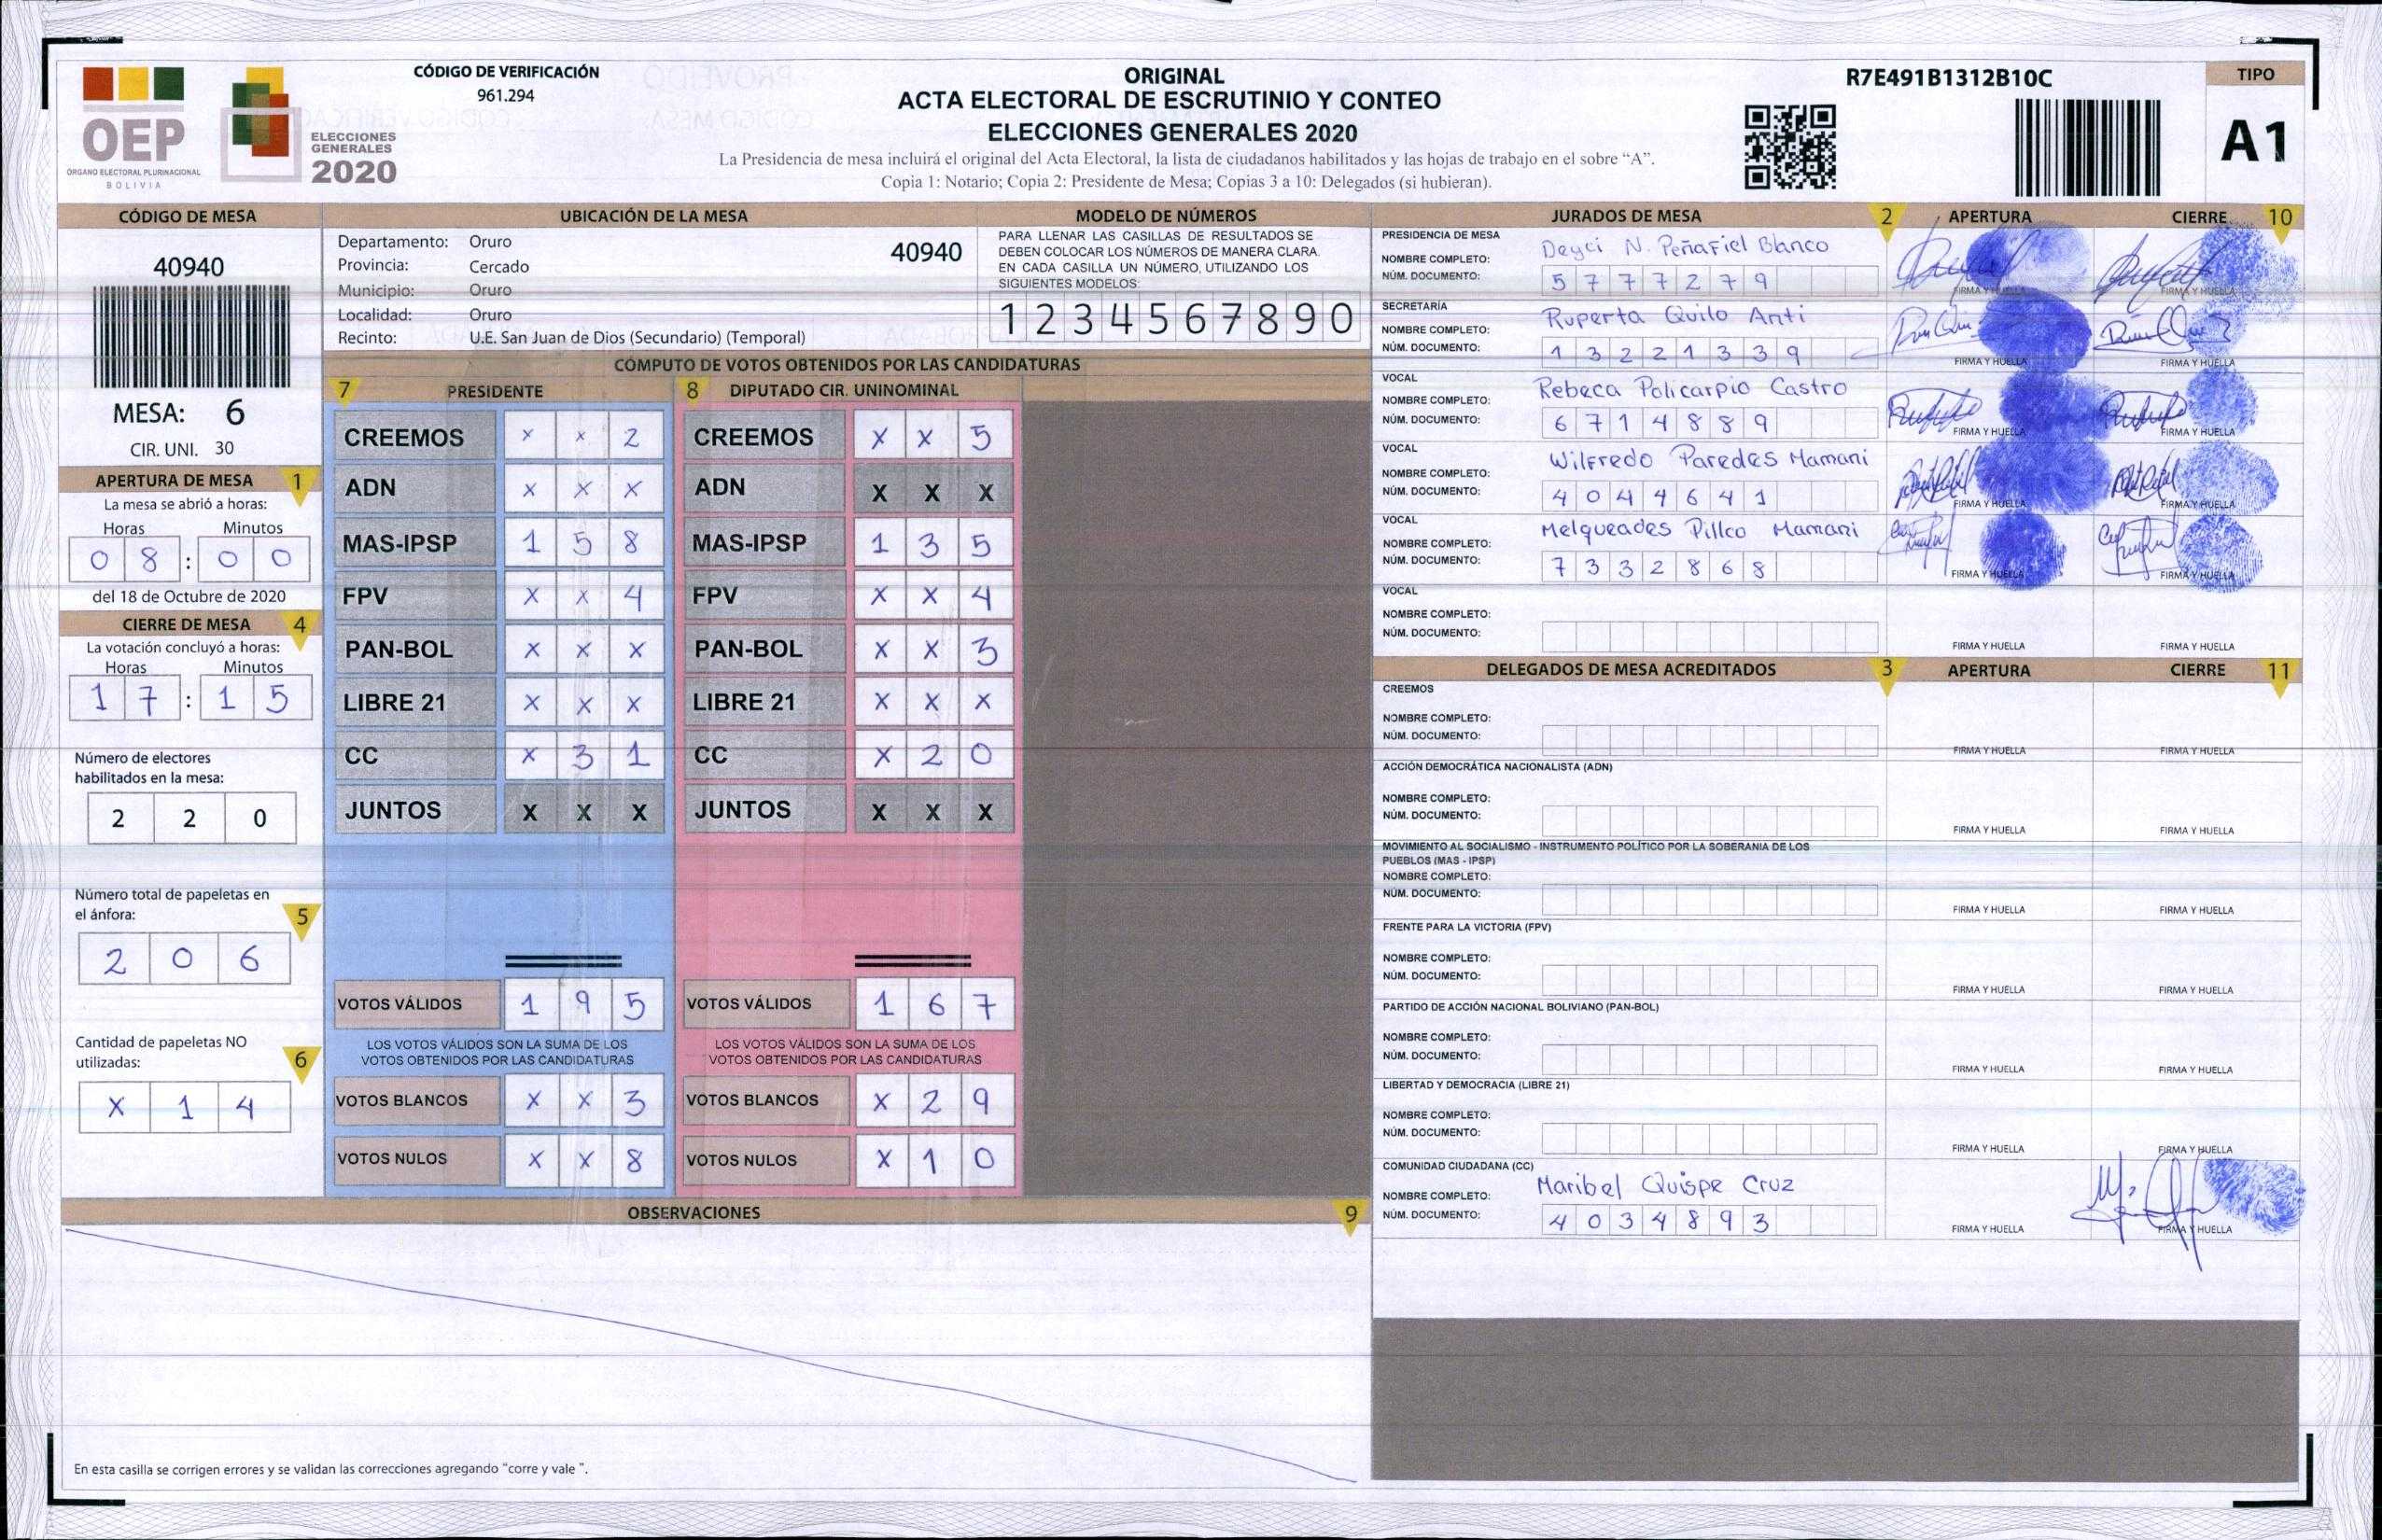 OEP
ÓRGANO ELECTORAL PLURINACIONAL
BOLIVIA
ELECCIONES
GENERALES
2020
CÓDIGO DE VERIFICACIÓN
961.294
ORIGINAL
ACTA ELECTORAL DE ESCRUTINIO Y CONTEO
ELECCIONES GENERALES 2020
La Presidencia de mesa incluirá el original del Acta Electoral, la lista de ciudadanos habilitados y las hojas de trabajo en el sobre “A”.
Copia 1: Notario; Copia 2: Presidente de Mesa; Copias 3 a 10: Delegados (si hubieran).
R7E491B1312B10C
TIPO
A1
CÓDIGO DE MESA
40940
MESA: 6
CIR. UNI. 30
APERTURA DE MESA 1
La mesa se abrió a horas:
Horas Minutos
0 8 : 0 0
del 18 de Octubre de 2020
CIERRE DE MESA 4
La votación concluyó a horas:
Horas Minutos
1 7 : 1 5
Número de electores
habilitados en la mesa:
2 2 0
Número total de papeletas en
el ánfora:
5
2 0 6
Cantidad de papeletas NO
utilizadas:
6
X 1 4
UBICACIÓN DE LA MESA
Departamento: Oruro
40940
Provincia: Cercado
Municipio: Oruro
Localidad: Oruro
Recinto: U.E. San Juan de Dios (Secundario) (Temporal)
MODELO DE NÚMEROS
PARA LLENAR LAS CASILLAS DE RESULTADOS SE
DEBEN COLOCAR LOS NÚMEROS DE MANERA CLARA.
EN CADA CASILLA UN NÚMERO, UTILIZANDO LOS
SIGUIENTES MODELOS:
1 2 3 4 5 6 7 8 9 0
CÓMPUTO DE VOTOS OBTENIDOS POR LAS CANDIDATURAS
7 PRESIDENTE
CREEMOS X X 2
ADN X X X
MAS-IPSP 1 5 8
FPV X X 4
PAN-BOL X X X
LIBRE 21 X X X
CC X 3 1
JUNTOS X X X
VOTOS VÁLIDOS 1 9 5
LOS VOTOS VÁLIDOS SON LA SUMA DE LOS
VOTOS OBTENIDOS POR LAS CANDIDATURAS
VOTOS BLANCOS X X 3
VOTOS NULOS X X 8
8 DIPUTADO CIR. UNINOMINAL
CREEMOS X X 5
ADN X X X
MAS-IPSP 1 3 5
FPV X X 4
PAN-BOL X X 3
LIBRE 21 X X X
CC X 2 0
JUNTOS X X X
VOTOS VÁLIDOS 1 6 7
LOS VOTOS VÁLIDOS SON LA SUMA DE LOS
VOTOS OBTENIDOS POR LAS CANDIDATURAS
VOTOS BLANCOS X 2 9
VOTOS NULOS X 1 0
OBSERVACIONES 9
En esta casilla se corrigen errores y se validan las correcciones agregando “corre y vale ”.
JURADOS DE MESA 2 APERTURA CIERRE 10
PRESIDENCIA DE MESA
NOMBRE COMPLETO: Deyci N. Peñafiel Blanco
NÚM. DOCUMENTO: 5 7 7 7 2 7 9
FIRMA Y HUELLA FIRMA Y HUELLA
SECRETARÍA
NOMBRE COMPLETO: Ruperta Quilo Anti
NÚM. DOCUMENTO: 1 3 2 2 1 3 3 9
FIRMA Y HUELLA FIRMA Y HUELLA
VOCAL
NOMBRE COMPLETO: Rebeca Policarpio Castro
NÚM. DOCUMENTO: 6 7 1 4 8 8 9
FIRMA Y HUELLA FIRMA Y HUELLA
VOCAL
NOMBRE COMPLETO: Wilfredo Paredes Mamani
NÚM. DOCUMENTO: 4 0 4 4 6 4 1
FIRMA Y HUELLA FIRMA Y HUELLA
VOCAL
NOMBRE COMPLETO: Melqueades Pillco Mamani
NÚM. DOCUMENTO: 7 3 3 2 8 6 8
FIRMA Y HUELLA FIRMA Y HUELLA
VOCAL
NOMBRE COMPLETO:
NÚM. DOCUMENTO:
FIRMA Y HUELLA FIRMA Y HUELLA
DELEGADOS DE MESA ACREDITADOS 3 APERTURA CIERRE 11
CREEMOS
NOMBRE COMPLETO:
NÚM. DOCUMENTO:
FIRMA Y HUELLA FIRMA Y HUELLA
ACCIÓN DEMOCRÁTICA NACIONALISTA (ADN)
NOMBRE COMPLETO:
NÚM. DOCUMENTO:
FIRMA Y HUELLA FIRMA Y HUELLA
MOVIMIENTO AL SOCIALISMO - INSTRUMENTO POLÍTICO POR LA SOBERANIA DE LOS
PUEBLOS (MAS - IPSP)
NOMBRE COMPLETO:
NÚM. DOCUMENTO:
FIRMA Y HUELLA FIRMA Y HUELLA
FRENTE PARA LA VICTORIA (FPV)
NOMBRE COMPLETO:
NÚM. DOCUMENTO:
FIRMA Y HUELLA FIRMA Y HUELLA
PARTIDO DE ACCIÓN NACIONAL BOLIVIANO (PAN-BOL)
NOMBRE COMPLETO:
NÚM. DOCUMENTO:
FIRMA Y HUELLA FIRMA Y HUELLA
LIBERTAD Y DEMOCRACIA (LIBRE 21)
NOMBRE COMPLETO:
NÚM. DOCUMENTO:
FIRMA Y HUELLA FIRMA Y HUELLA
COMUNIDAD CIUDADANA (CC)
NOMBRE COMPLETO: Maribel Quispe Cruz
NÚM. DOCUMENTO: 4 0 3 4 8 9 3
FIRMA Y HUELLA FIRMA Y HUELLA